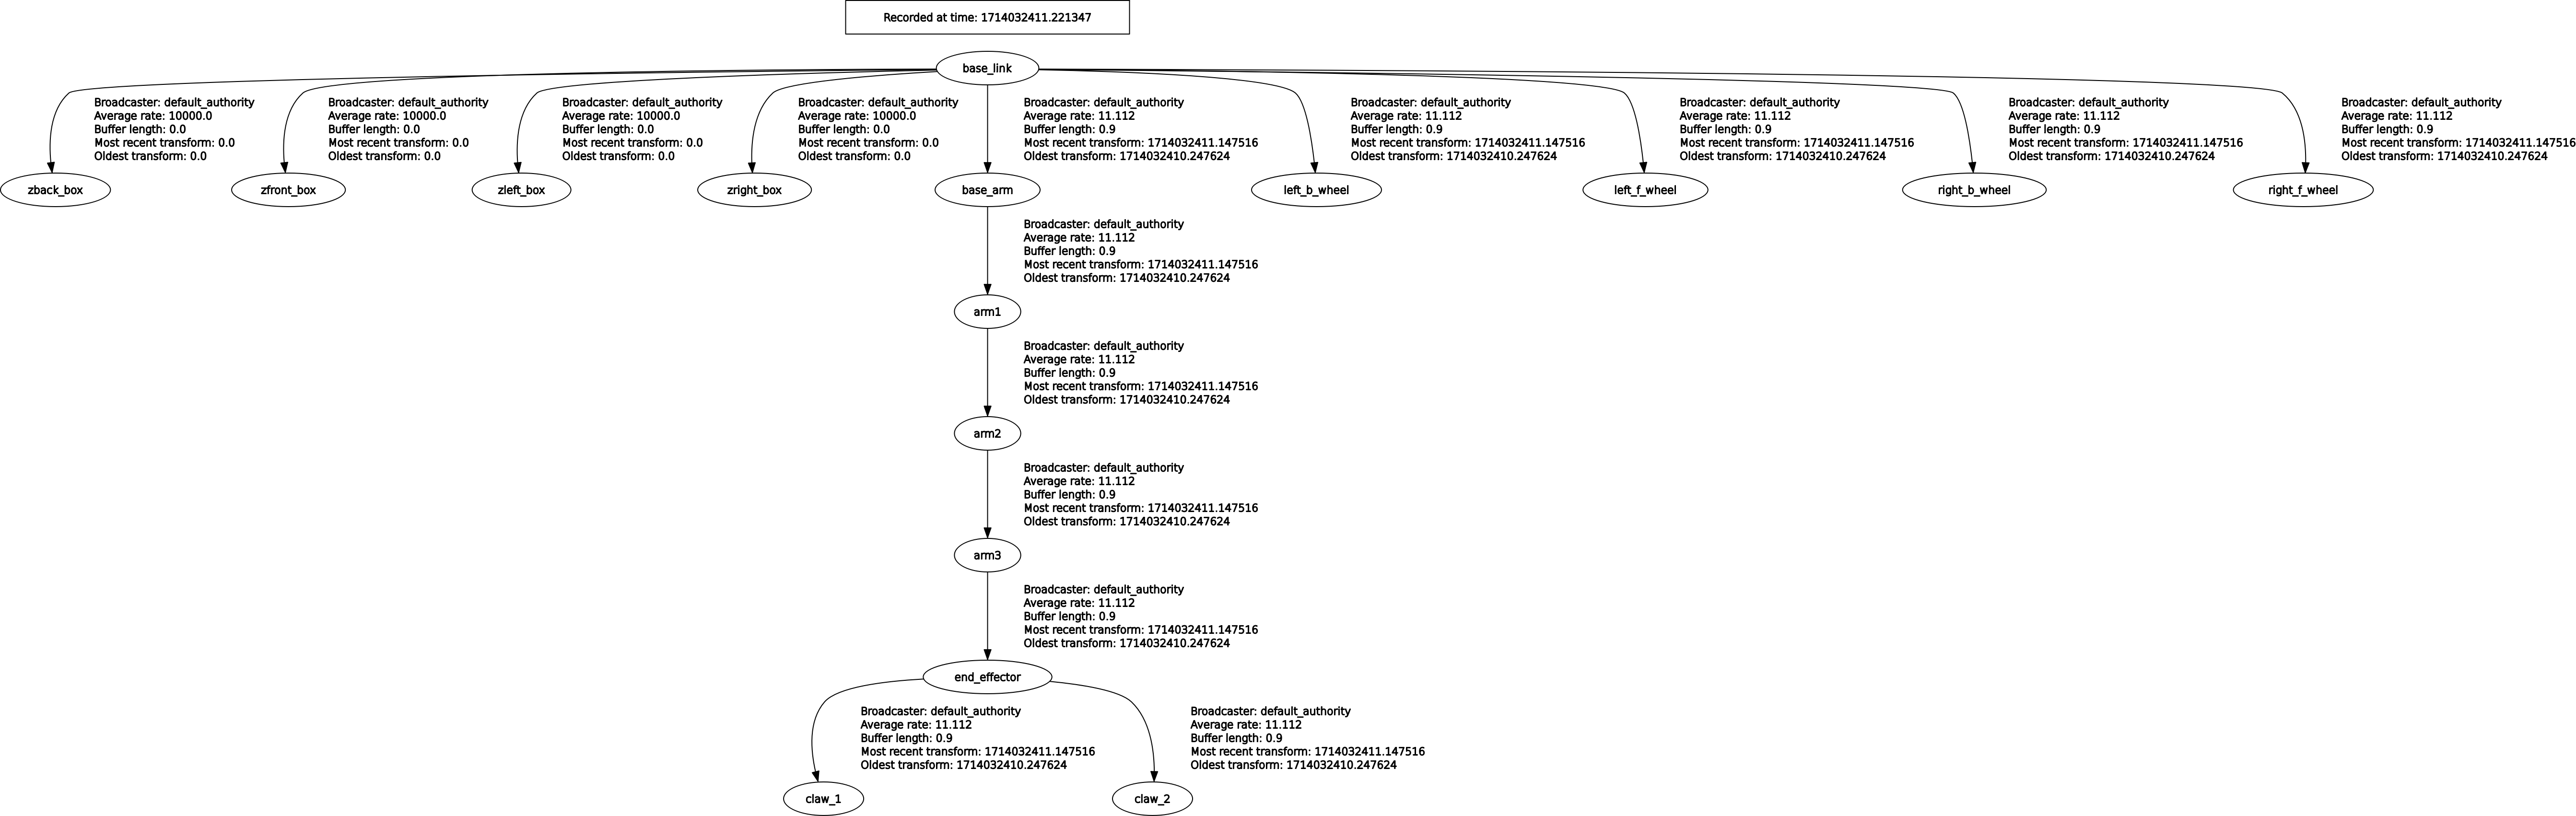 Recorded at time: 1714032411.221347
base_link
Broadcaster: default_authority
Average rate: 10000.0
Buffer length: 0.0
Most recent transform: 0.0
Oldest transform: 0.0
Broadcaster: default_authority
Average rate: 10000.0
Buffer length: 0.0
Most recent transform: 0.0
Oldest transform: 0.0
Broadcaster: default_authority
Average rate: 10000.0
Buffer length: 0.0
Most recent transform: 0.0
Oldest transform: 0.0
Broadcaster: default_authority
Average rate: 10000.0
Buffer length: 0.0
Most recent transform: 0.0
Oldest transform: 0.0
Broadcaster: default_authority
Average rate: 11.112
Buffer length: 0.9
Most recent transform: 1714032411.147516
Oldest transform: 1714032410.247624
Broadcaster: default_authority
Average rate: 11.112
Buffer length: 0.9
Most recent transform: 1714032411.147516
Oldest transform: 1714032410.247624
Broadcaster: default_authority
Average rate: 11.112
Buffer length: 0.9
Most recent transform: 1714032411.147516
Oldest transform: 1714032410.247624
Broadcaster: default_authority
Average rate: 11.112
Buffer length: 0.9
Most recent transform: 1714032411.147516
Oldest transform: 1714032410.247624
Broadcaster: default_authority
Average rate: 11.112
Buffer length: 0.9
Most recent transform: 1714032411.147516
Oldest transform: 1714032410.247624
zback_box
zfront_box
zleft_box
zright_box
base_arm
left_b_wheel
left_f_wheel
right_b_wheel
right_f_wheel
Broadcaster: default_authority
Average rate: 11.112
Buffer length: 0.9
Most recent transform: 1714032411.147516
Oldest transform: 1714032410.247624
arm1
Broadcaster: default_authority
Average rate: 11.112
Buffer length: 0.9
Most recent transform: 1714032411.147516
Oldest transform: 1714032410.247624
arm2
Broadcaster: default_authority
Average rate: 11.112
Buffer length: 0.9
Most recent transform: 1714032411.147516
Oldest transform: 1714032410.247624
arm3
Broadcaster: default_authority
Average rate: 11.112
Buffer length: 0.9
Most recent transform: 1714032411.147516
Oldest transform: 1714032410.247624
end_effector
Broadcaster: default_authority
Average rate: 11.112
Buffer length: 0.9
Most recent transform: 1714032411.147516
Oldest transform: 1714032410.247624
Broadcaster: default_authority
Average rate: 11.112
Buffer length: 0.9
Most recent transform: 1714032411.147516
Oldest transform: 1714032410.247624
claw_1
claw_2